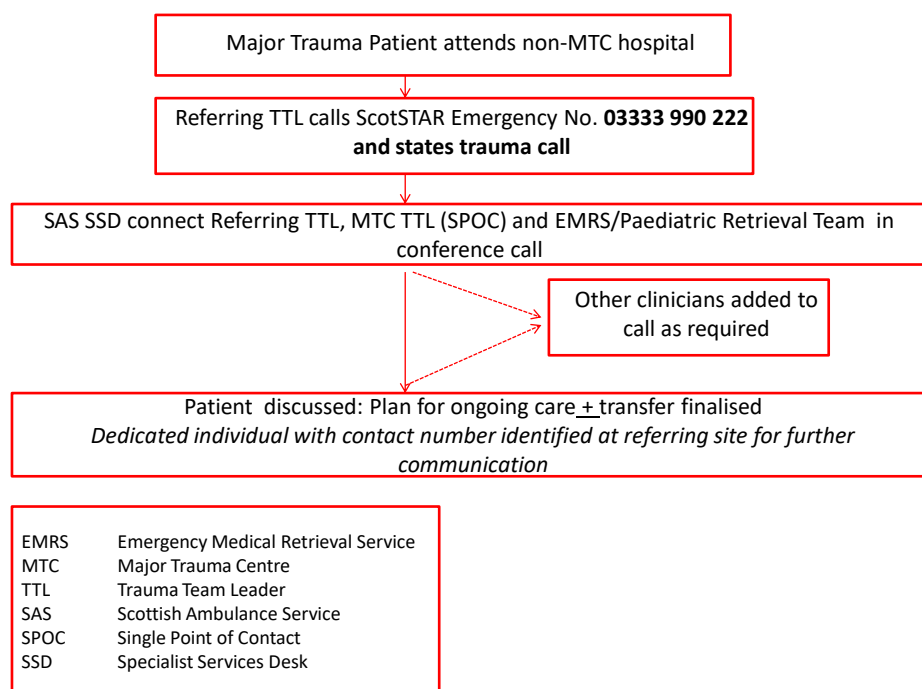 Major Trauma Patient attends non-MTC hospital
Referring TTL calls ScotSTAR Emergency No. 03333 990 222
and states trauma call
SAS SSD connect Referring TTL, MTC TTL (SPOC) and EMRS/Paediatric Retrieval Team in
conference call
Other clinicians added to
call as required
Patient discussed: Plan for ongoing care + transfer finalised
Dedicated individual with contact number identified at referring site for further
communication
EMRS Emergency Medical Retrieval Service
MTC Major Trauma Centre
TTL Trauma Team Leader
SAS Scottish Ambulance Service
SPOC Single Point of Contact
SSD Specialist Services Desk